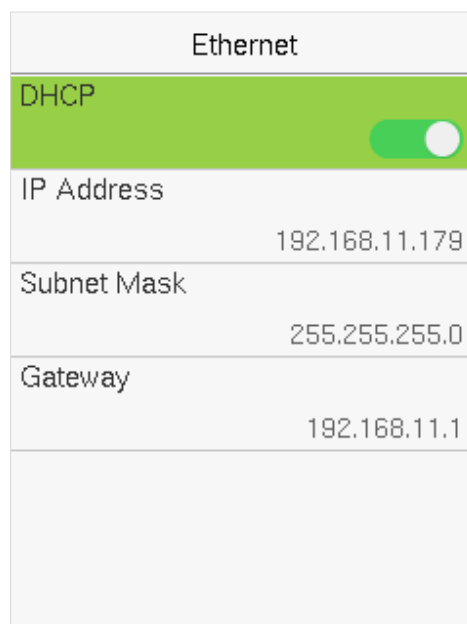 Ethernet
DHCP
IP Address
192.168.11.179
Subnet Mask
255.255.255.0
Gateway
192.168.11.1